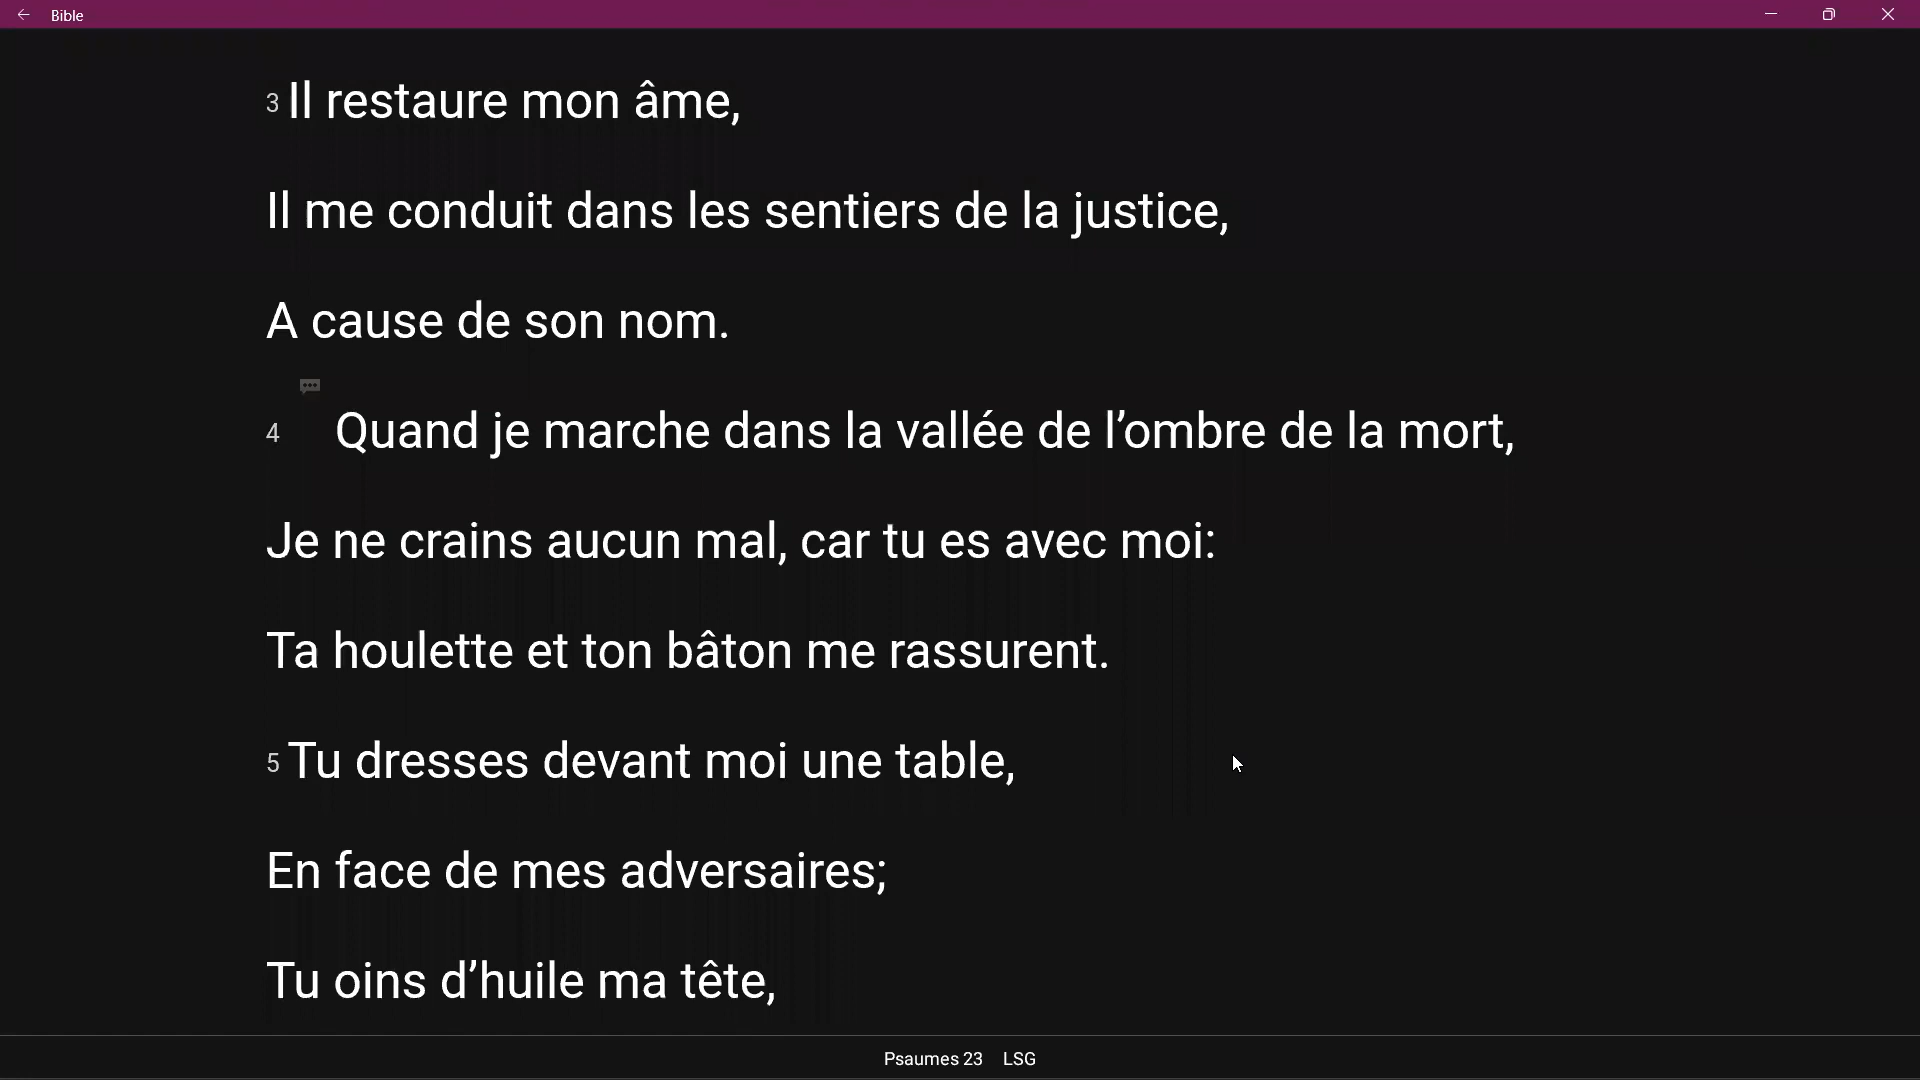 Bible
3 Il restaure mon âme,
Il me conduit dans les sentiers de la justice,
A cause de son nom.
4 Quand je marche dans la vallée de l’ombre de la mort,
Je ne crains aucun mal, car tu es avec moi:
Ta houlette et ton bâton me rassurent.
5 Tu dresses devant moi une table,
En face de mes adversaires;
Tu oins d’huile ma tête,
Psaumes 23 LSG